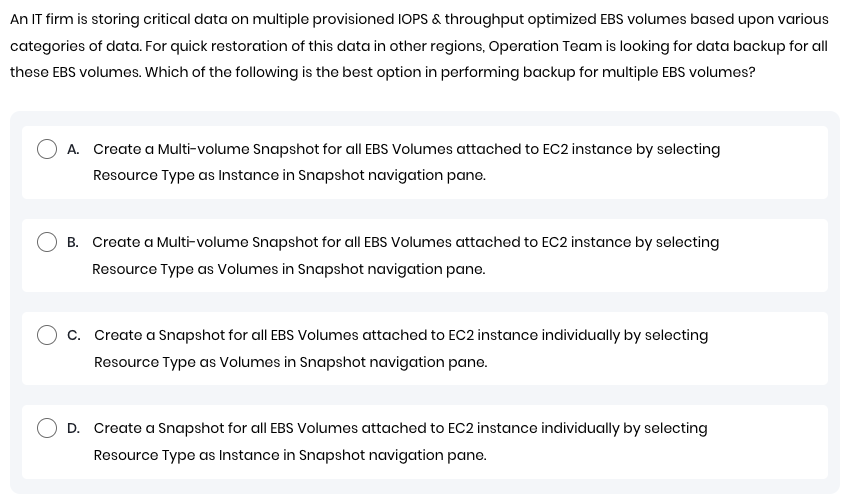 An IT firm is storing critical data on multiple provisioned IOPS & throughput optimized EBS volumes based upon various
categories of data. For quick restoration of this data in other regions, Operation Team is looking for data backup for all
these EBS volumes. Which of the following is the best option in performing backup for multiple EBS volumes?
A. Create a Multi-volume Snapshot for all EBS Volumes attached to EC2 instance by selecting
Resource Type as Instance in Snapshot navigation pane.
B. Create a Multi-volume Snapshot for all EBS Volumes attached to EC2 instance by selecting
Resource Type as Volumes in Snapshot navigation pane.
C. Create a Snapshot for all EBS Volumes attached to EC2 instance individually by selecting
Resource Type as Volumes in Snapshot navigation pane.
D. Create a Snapshot for all EBS Volumes attached to EC2 instance individually by selecting
Resource Type as Instance in Snapshot navigation pane.